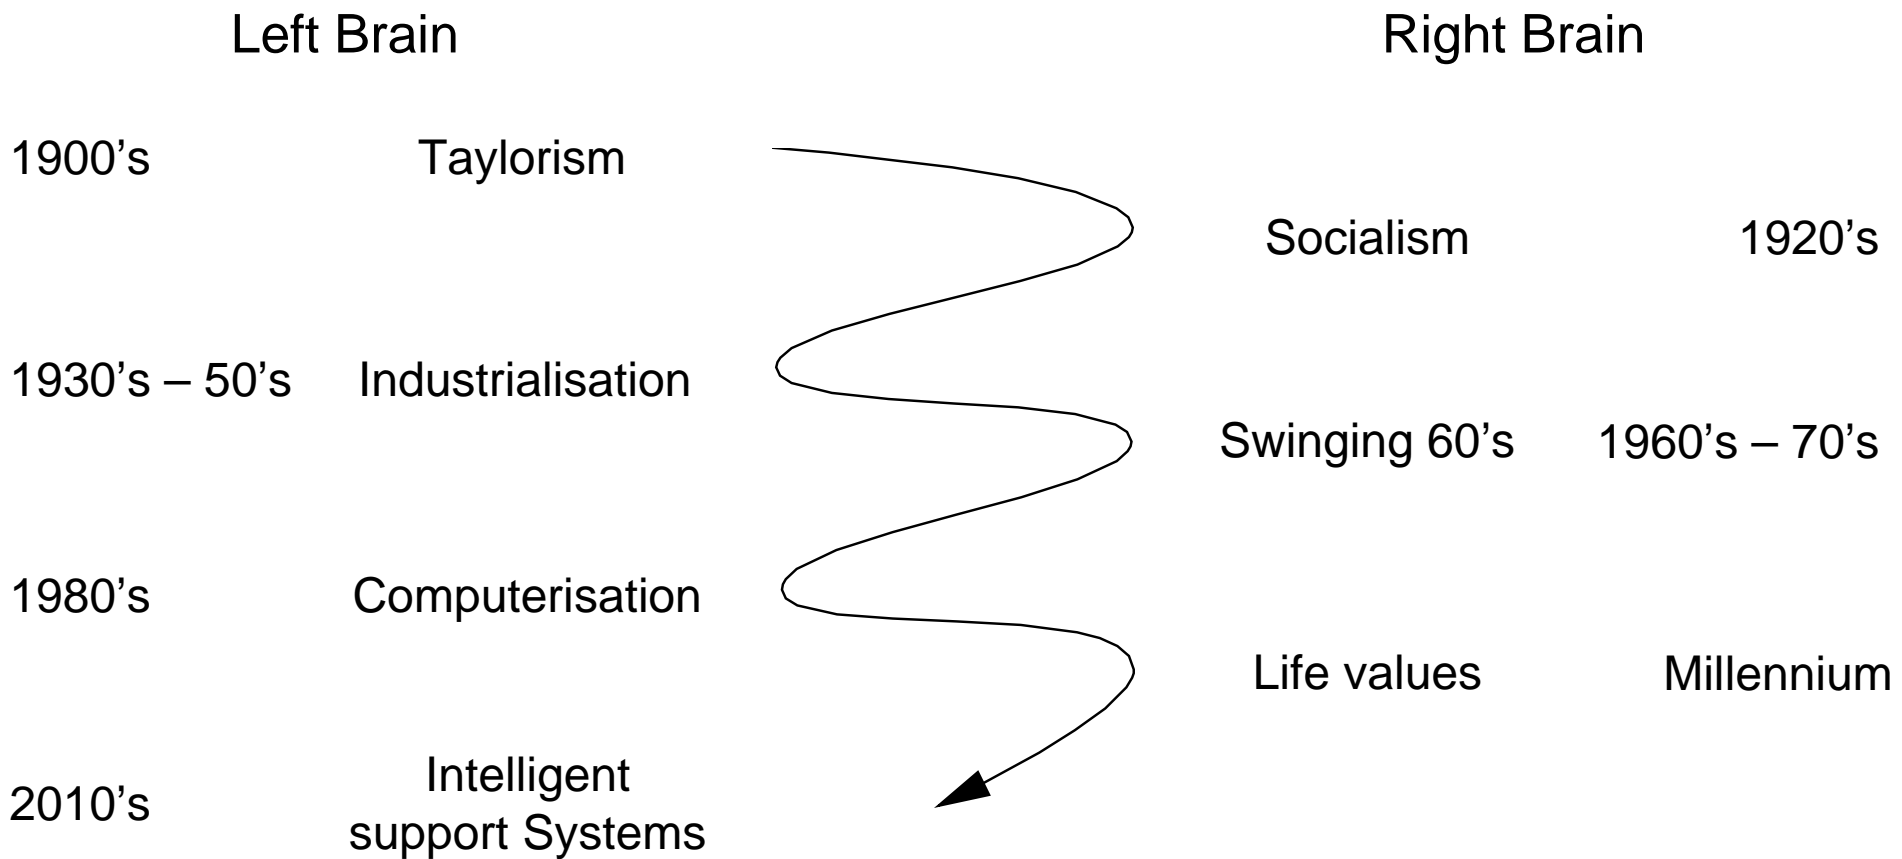 Left Brain Right Brain
1900’s Taylorism
Socialism 1920’s
1930’s – 50’s Industrialisation
Swinging 60’s 1960’s – 70’s
1980’s Computerisation
Life values Millennium
2010’s Intelligent
support Systems